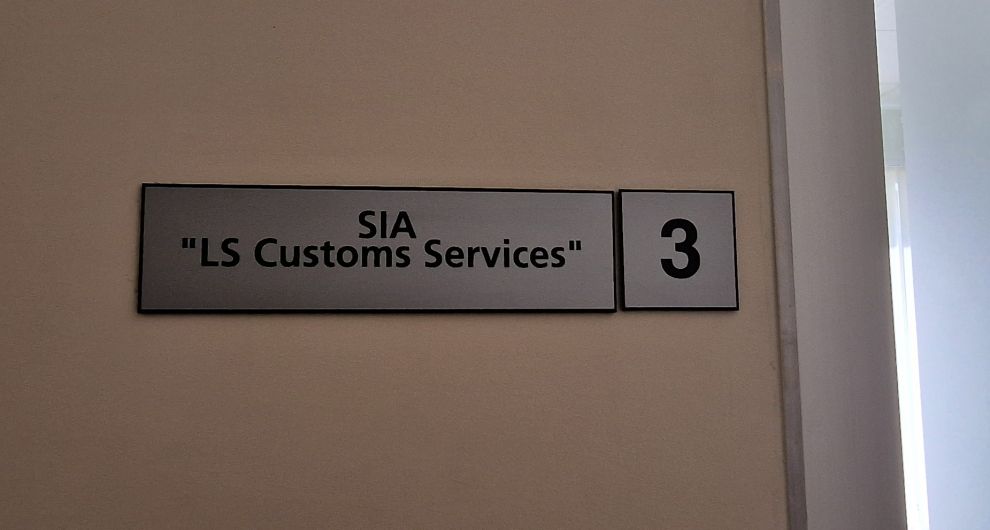 SIA
"LS Customs Services"
3